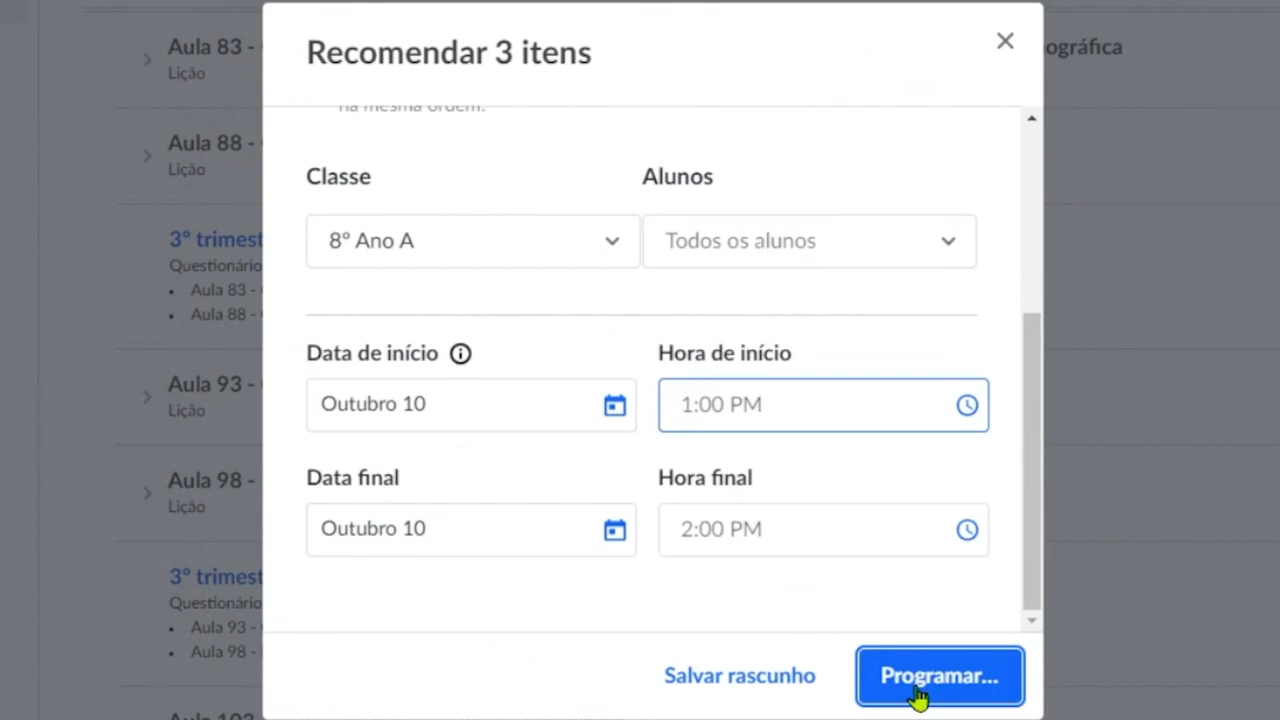 Recomendar 3 itens
na mesma ordem.
Classe
Alunos
8º Ano A
Todos os alunos
Data de início
Hora de início
Outubro 10
1:00 PM
Data final
Hora final
Outubro 10
2:00 PM
Salvar rascunho
Programar...
Aula 83 -
ográfica
Lição
Aula 88 -
Lição
3º trimest
Questionário
Aula 83 -
Aula 88 -
Aula 93 -
Lição
Aula 98 -
Lição
3º trimest
Questionário
Aula 93 -
Aula 98 -